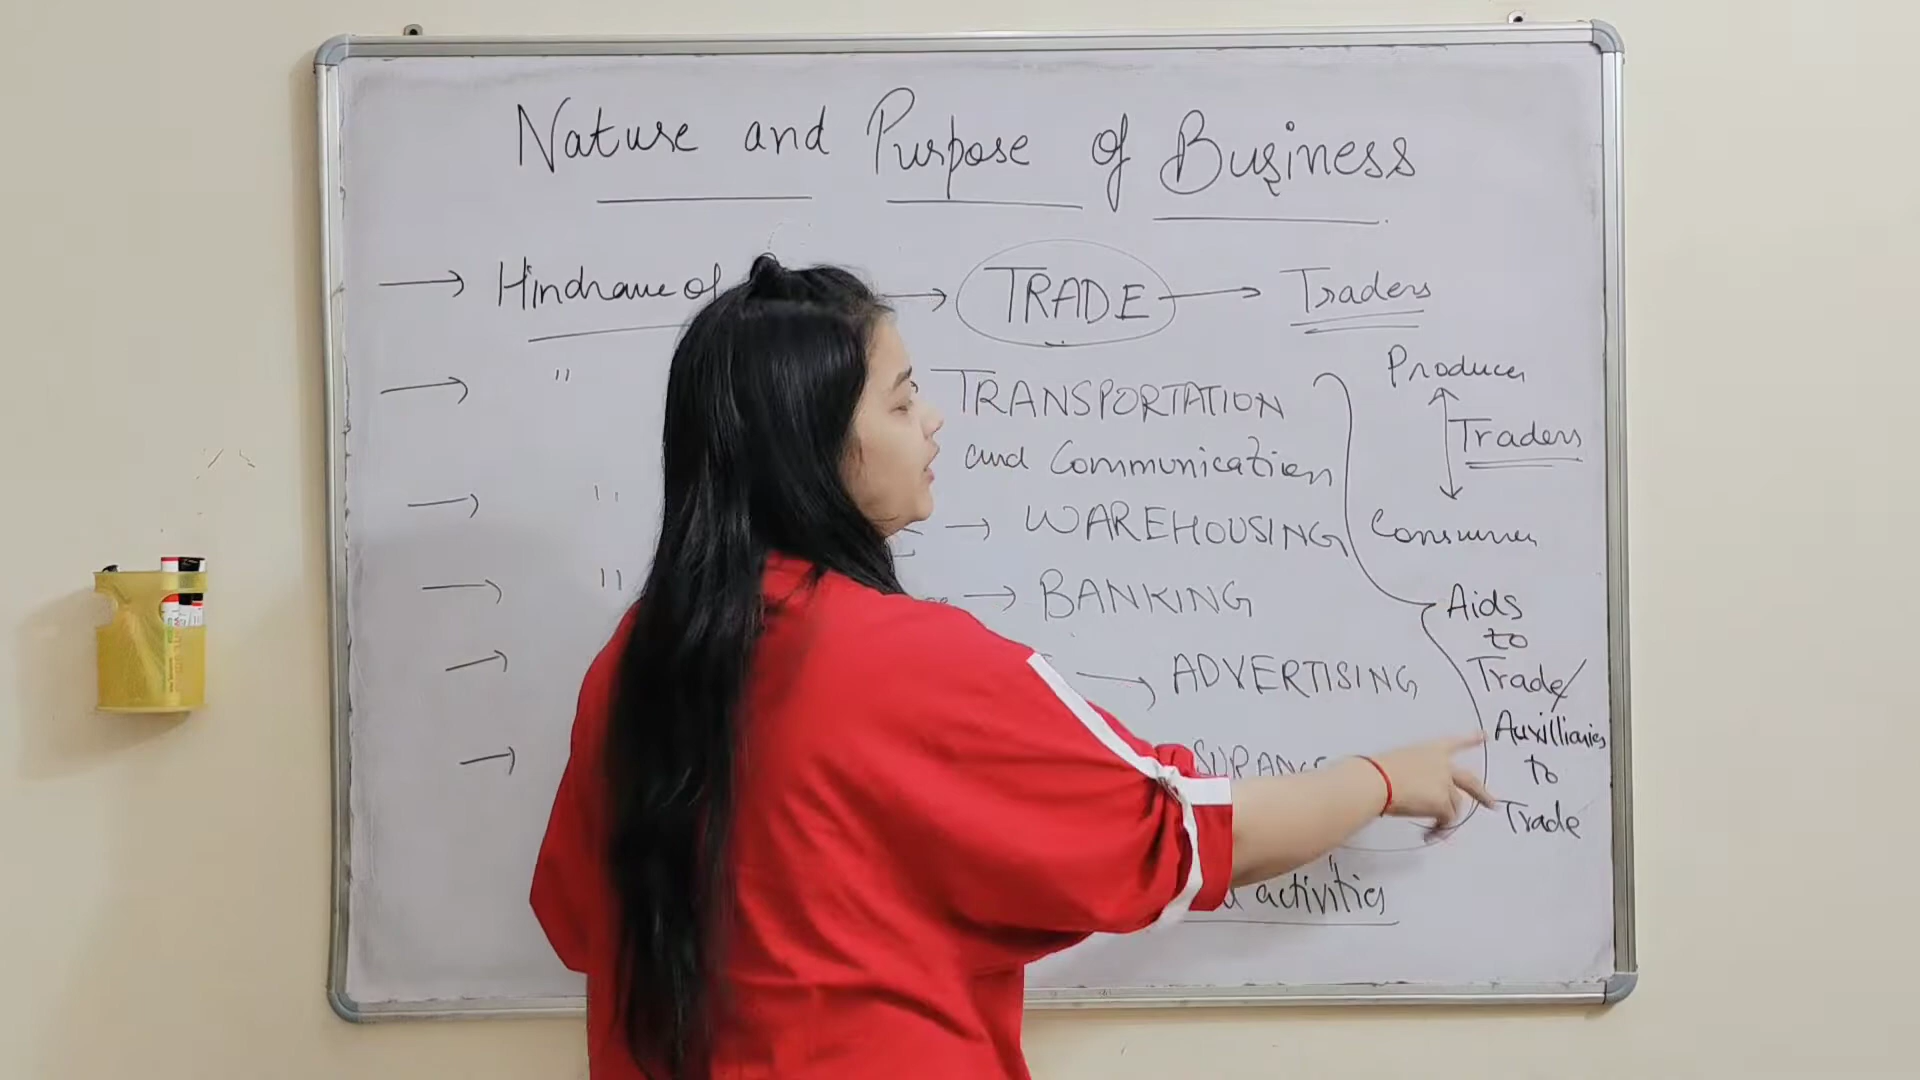 Nature and Purpose of Business
→ Hindrance of → TRADE → Traders
→ " TRANSPORTATION
and Communication
→ " → WAREHOUSING
→ " → BANKING
→ → ADVERTISING
→ SURANC
activities
Producer
Traders
Consumer
Aids
to
Trade/
Auxilliaries
to
Trade